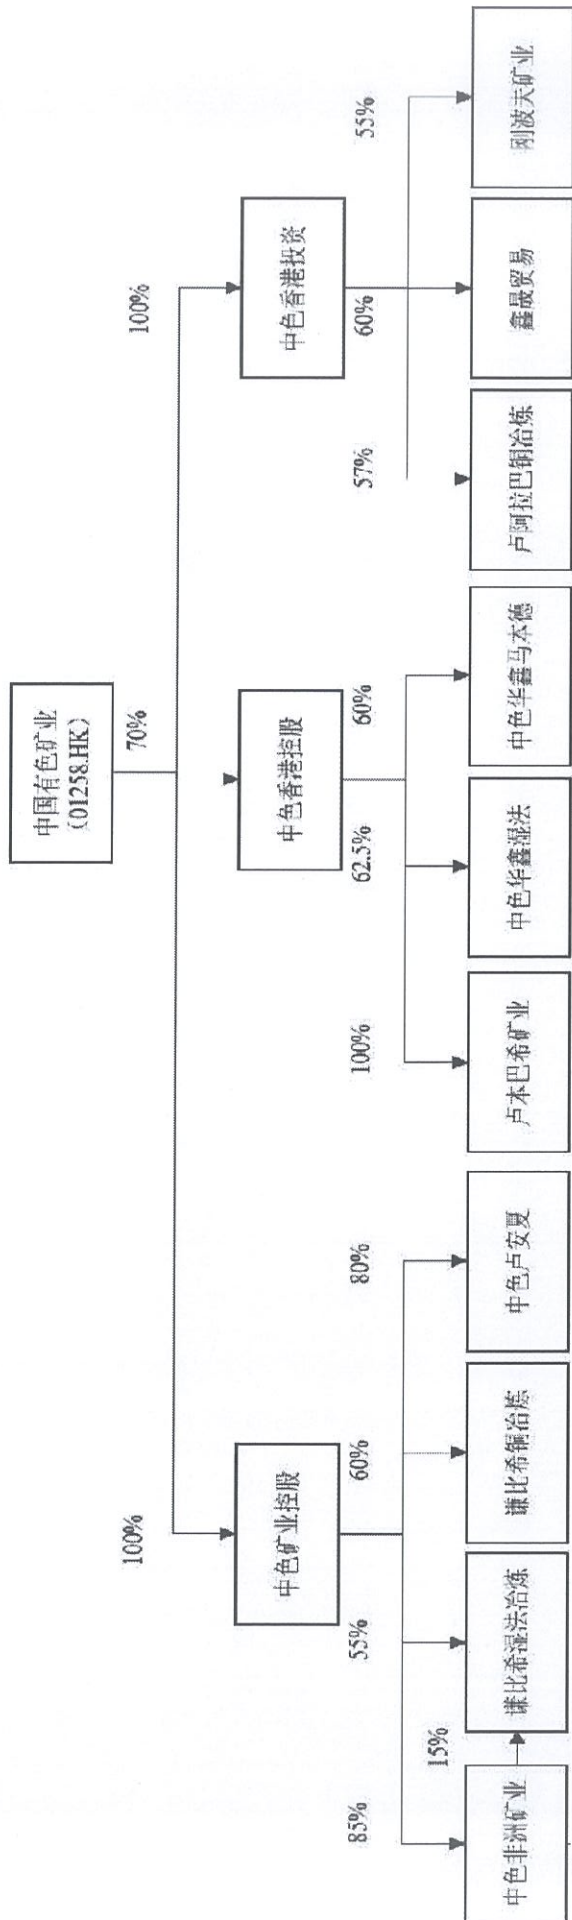 中国有色矿业
（01258.HK）
100%
70%
100%
中色矿业控股
中色香港控股
中色香港投资
85%
55%
60%
80%
100%
62.5%
60%
57%
60%
55%
15%
中色非洲矿业
谦比希湿法冶炼
谦比希铜冶炼
中色卢安夏
卢本巴希矿业
中色华鑫湿法
中色华鑫马本德
卢阿拉巴铜冶炼
鑫晟贸易
刚波夫矿业